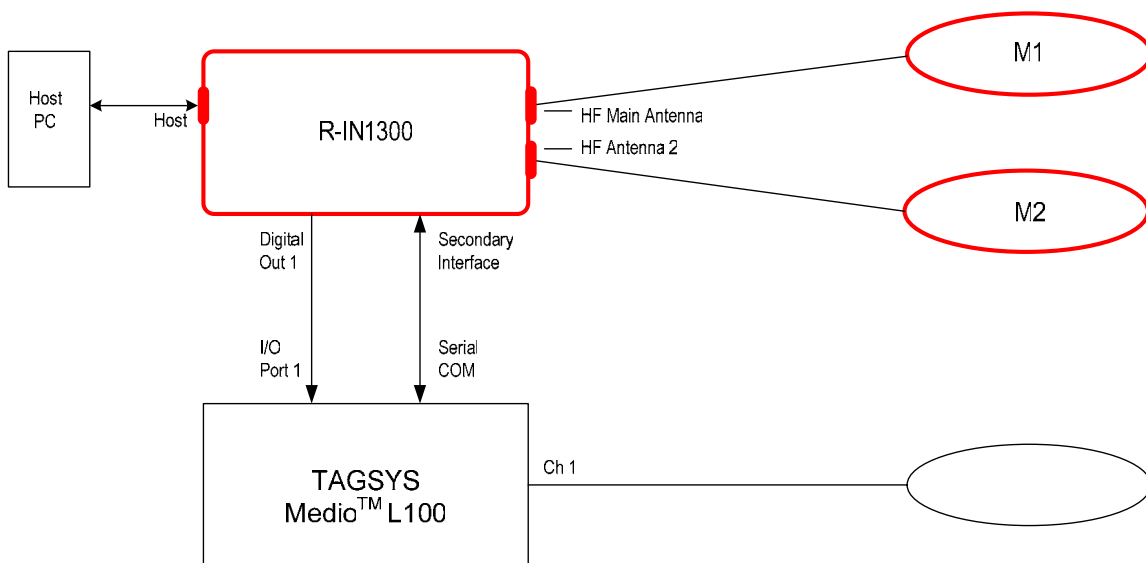 M1
Host
PC
Host
R-IN1300
HF Main Antenna
HF Antenna 2
M2
Digital
Out 1
Secondary
Interface
I/O
Port 1
Serial
COM
TAGSYS
Medio™ L100
Ch 1